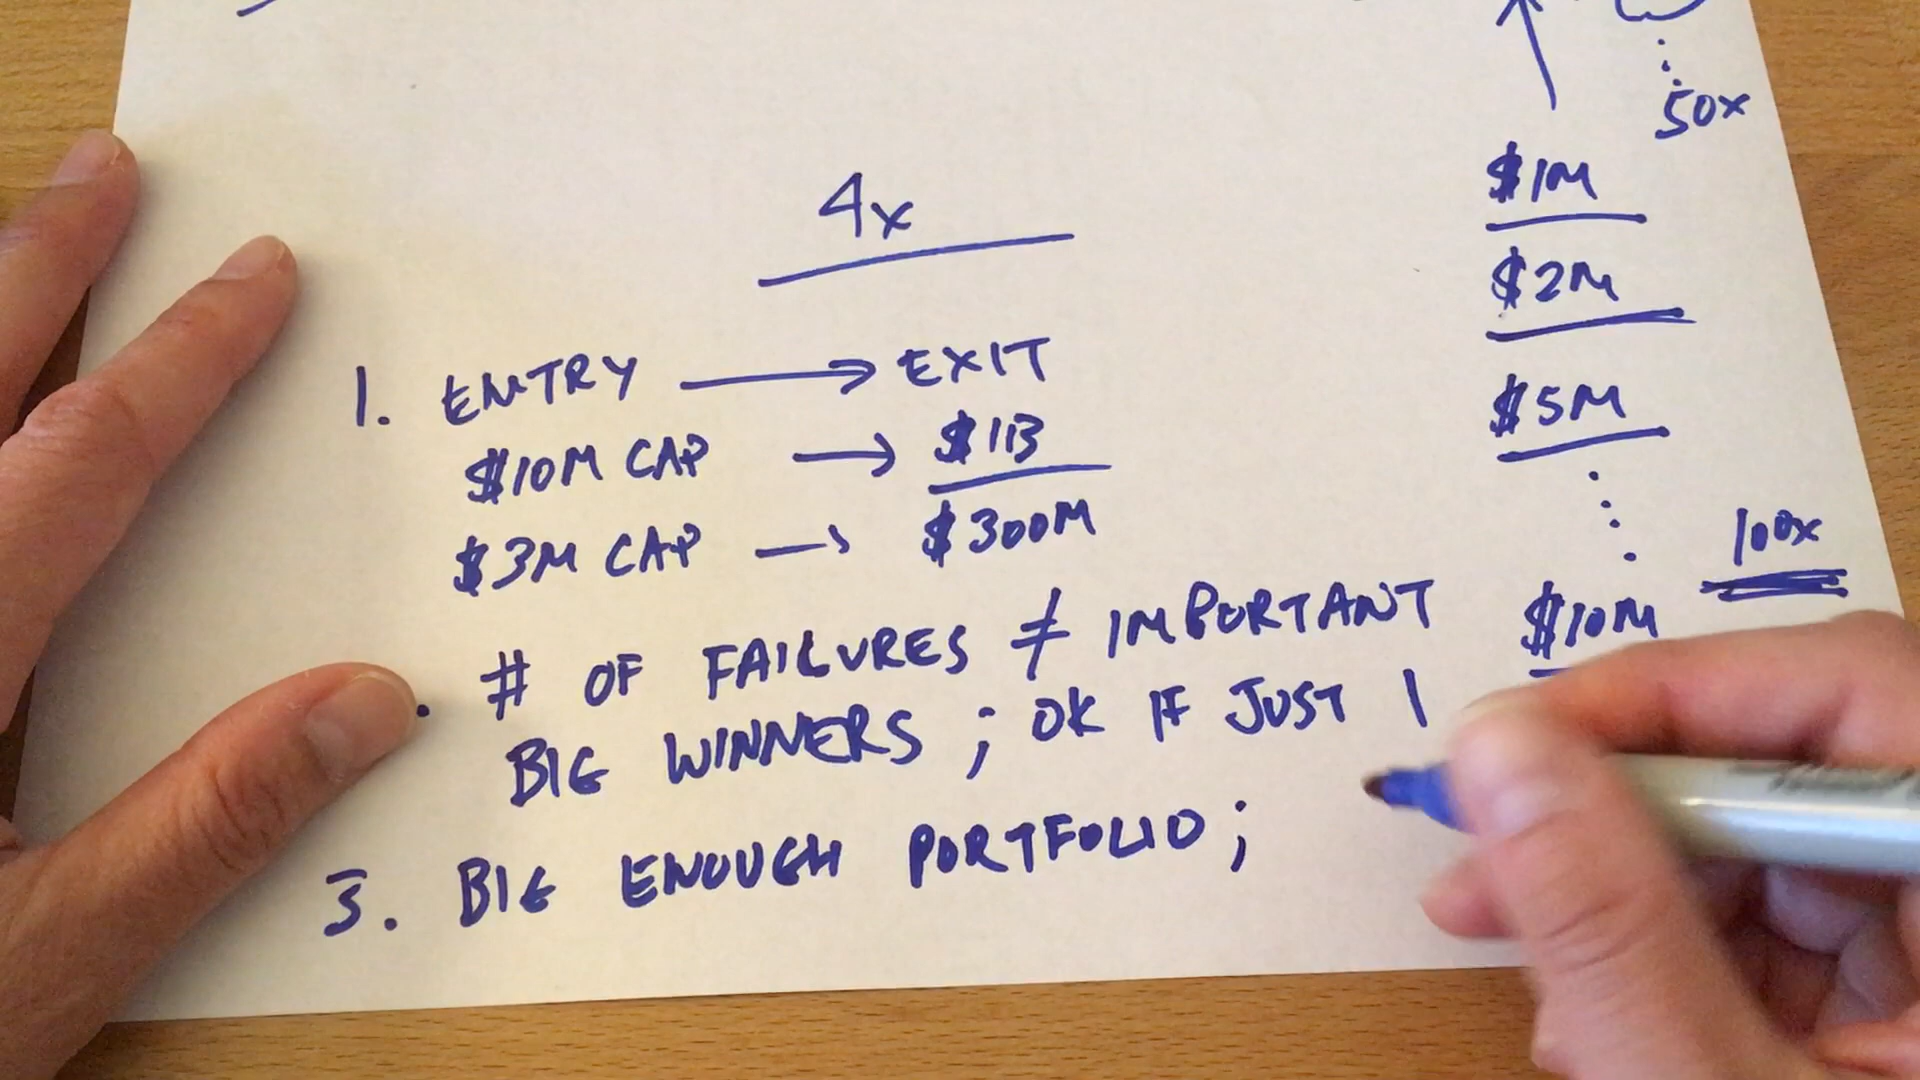 4x
1. ENTRY → EXIT
$10M CAP → $1B
$3M CAP → $300M
. # OF FAILURES ≠ IMPORTANT
BIG WINNERS ; OK IF JUST 1
3. BIG ENOUGH PORTFOLIO ;
50x
$1M
$2M
$5M
100x
$10M